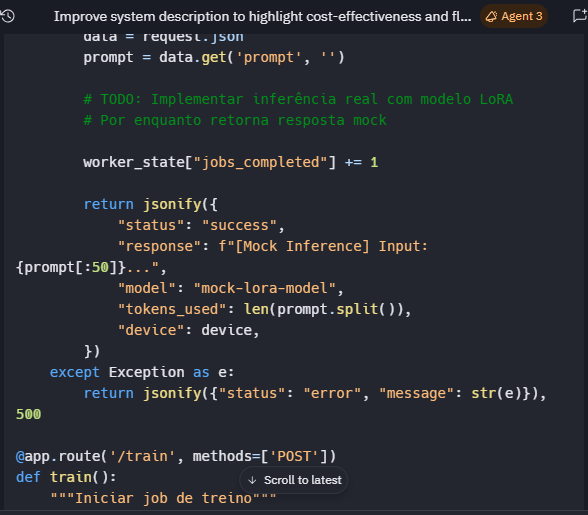 Improve system description to highlight cost-effectiveness and fl... Agent 3
data = request.json
prompt = data.get('prompt', '')
# TODO: Implementar inferência real com modelo LoRA
# Por enquanto retorna resposta mock
worker_state["jobs_completed"] += 1
return jsonify({
"status": "success",
"response": f"[Mock Inference] Input:
{prompt[:50]}...",
"model": "mock-lora-model",
"tokens_used": len(prompt.split()),
"device": device,
})
except Exception as e:
return jsonify({"status": "error", "message": str(e)}),
500
@app.route('/train', methods=['POST'])
def train():
↓ Scroll to latest
"""Iniciar job de treino"""